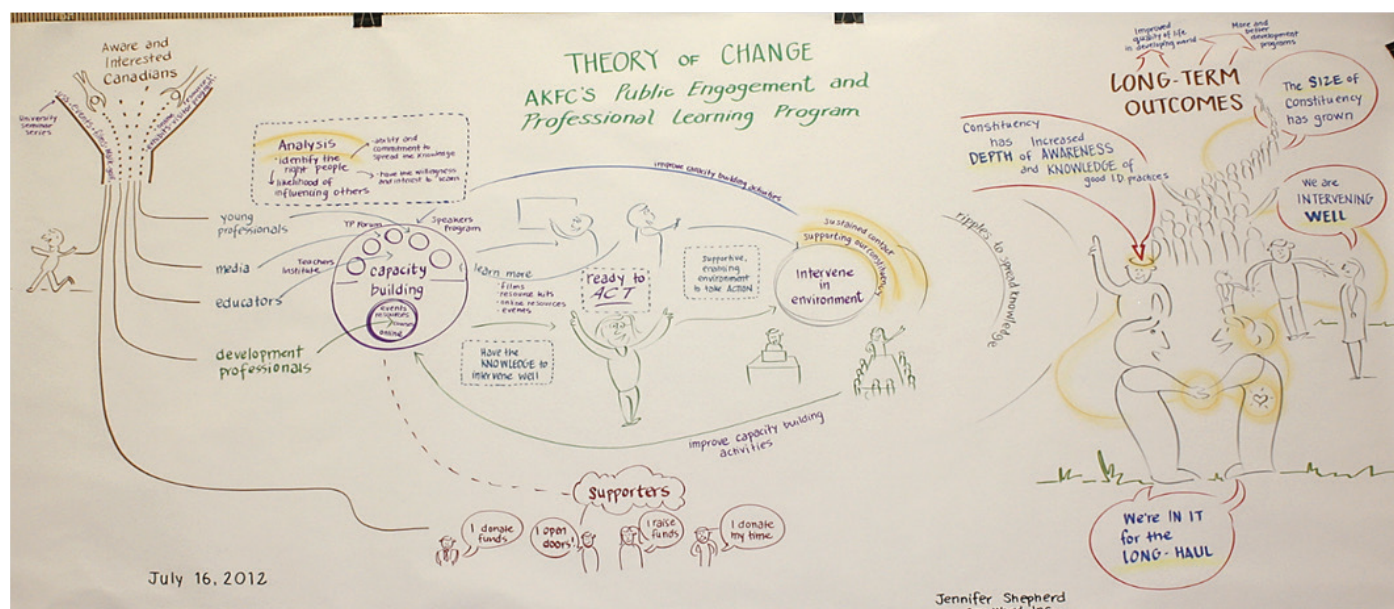 THEORY OF CHANGE
AKFC'S Public Engagement and
Professional Learning Program
Aware and
Interested
Canadians
University
seminar
series
Analysis
• identify the
right people
likelihood of
influencing others
ability and
commitment to
spread the knowledge
young
professionals
media
educators
development
professionals
YP Forum
Speakers
Program
Teachers
Institute
capacity
building
events
resources
online
learn more
• films
• resource kits
• online resources
• events
Have the
KNOWLEDGE to
intervene well
ready to
ACT
improve capacity building activities
Supportive,
enabling
environment
to take ACTION
Intervene
in
environment
sustained contact
supporting our constituency
improve capacity building
activities
ripples to spread knowledge
Supporters
I donate
funds
I open
doors!
I raise
funds
I donate
my time
Improved
quality of life
in developing world
More and
better
development
programs
LONG-TERM
OUTCOMES
The SIZE of
Constituency
has grown
Constituency
has increased
DEPTH of AWARENESS
and KNOWLEDGE of
good I.D. practices
We are
INTERVENING
WELL
We're IN IT
for the
LONG-HAUL
July 16, 2012
Jennifer Shepherd